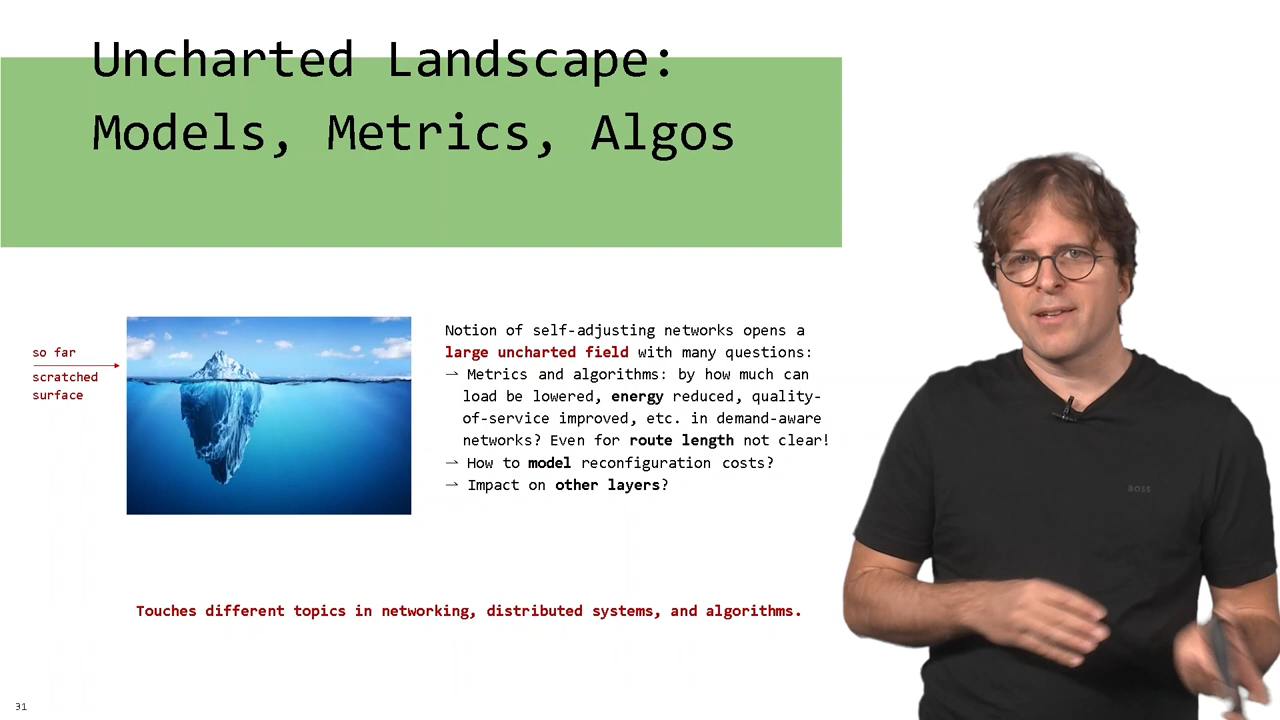 Uncharted Landscape:
Models, Metrics, Algos
so far
scratched
surface
Notion of self-adjusting networks opens a
large uncharted field with many questions:
→ Metrics and algorithms: by how much can
load be lowered, energy reduced, quality-
of-service improved, etc. in demand-aware
networks? Even for route length not clear!
→ How to model reconfiguration costs?
→ Impact on other layers?
Touches different topics in networking, distributed systems, and algorithms.
BOSS
31